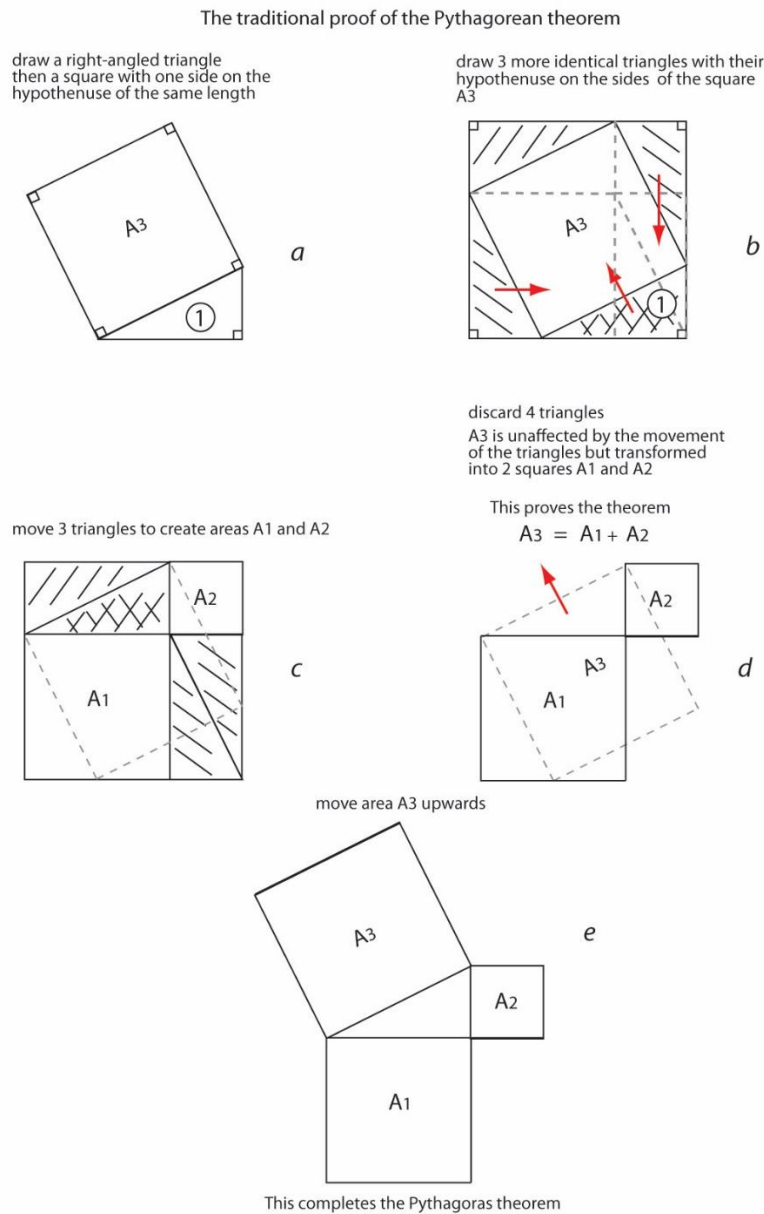 The traditional proof of the Pythagorean theorem
draw a right-angled triangle
then a square with one side on the
hypothenuse of the same length
A3
1
a
draw 3 more identical triangles with their
hypothenuse on the sides of the square
A3
A3
1
b
move 3 triangles to create areas A1 and A2
A2
A1
c
discard 4 triangles
A3 is unaffected by the movement
of the triangles but transformed
into 2 squares A1 and A2
This proves the theorem
A3 = A1 + A2
A2
A3
A1
d
move area A3 upwards
A3
e
A2
A1
This completes the Pythagoras theorem